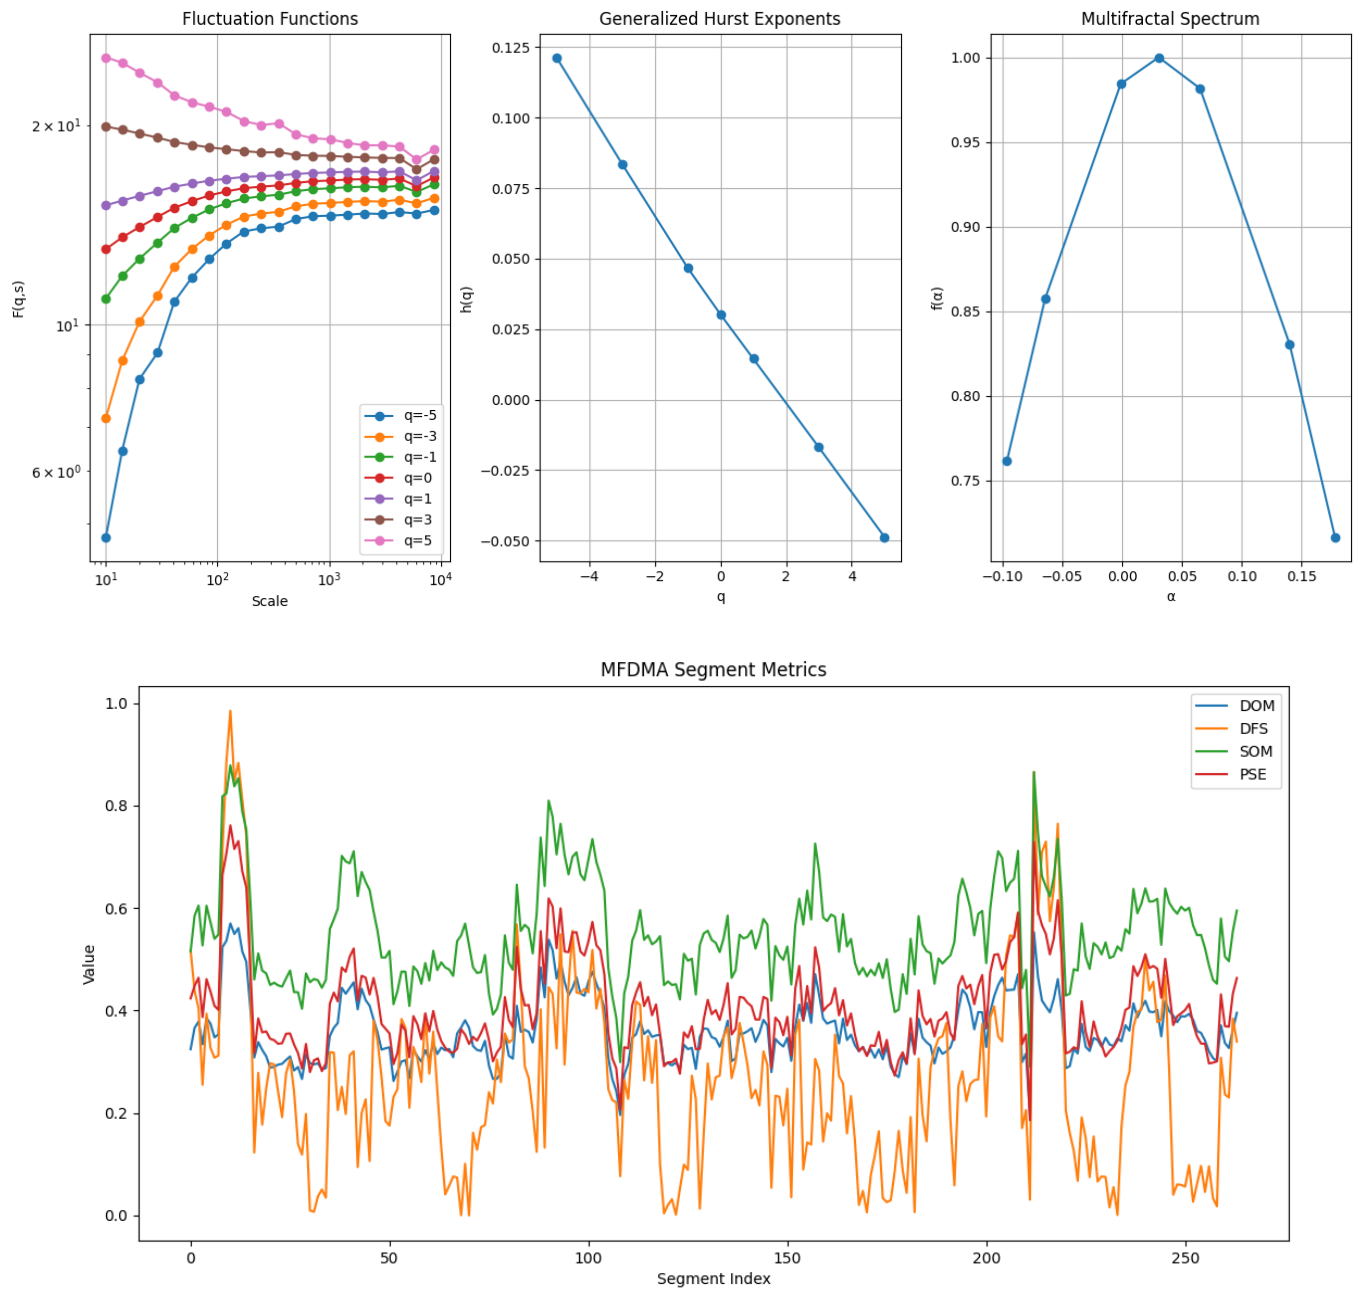 Fluctuation Functions
F(q,s)
2 × 10¹
10¹
6 × 10⁰
10¹ 10² 10³ 10⁴
Scale
q=-5
q=-3
q=-1
q=0
q=1
q=3
q=5
Generalized Hurst Exponents
h(q)
0.125
0.100
0.075
0.050
0.025
0.000
−0.025
−0.050
−4 −2 0 2 4
q
Multifractal Spectrum
f(α)
1.00
0.95
0.90
0.85
0.80
0.75
−0.10 −0.05 0.00 0.05 0.10 0.15
α
MFDMA Segment Metrics
Value
1.0
0.8
0.6
0.4
0.2
0.0
0 50 100 150 200 250
Segment Index
DOM
DFS
SOM
PSE